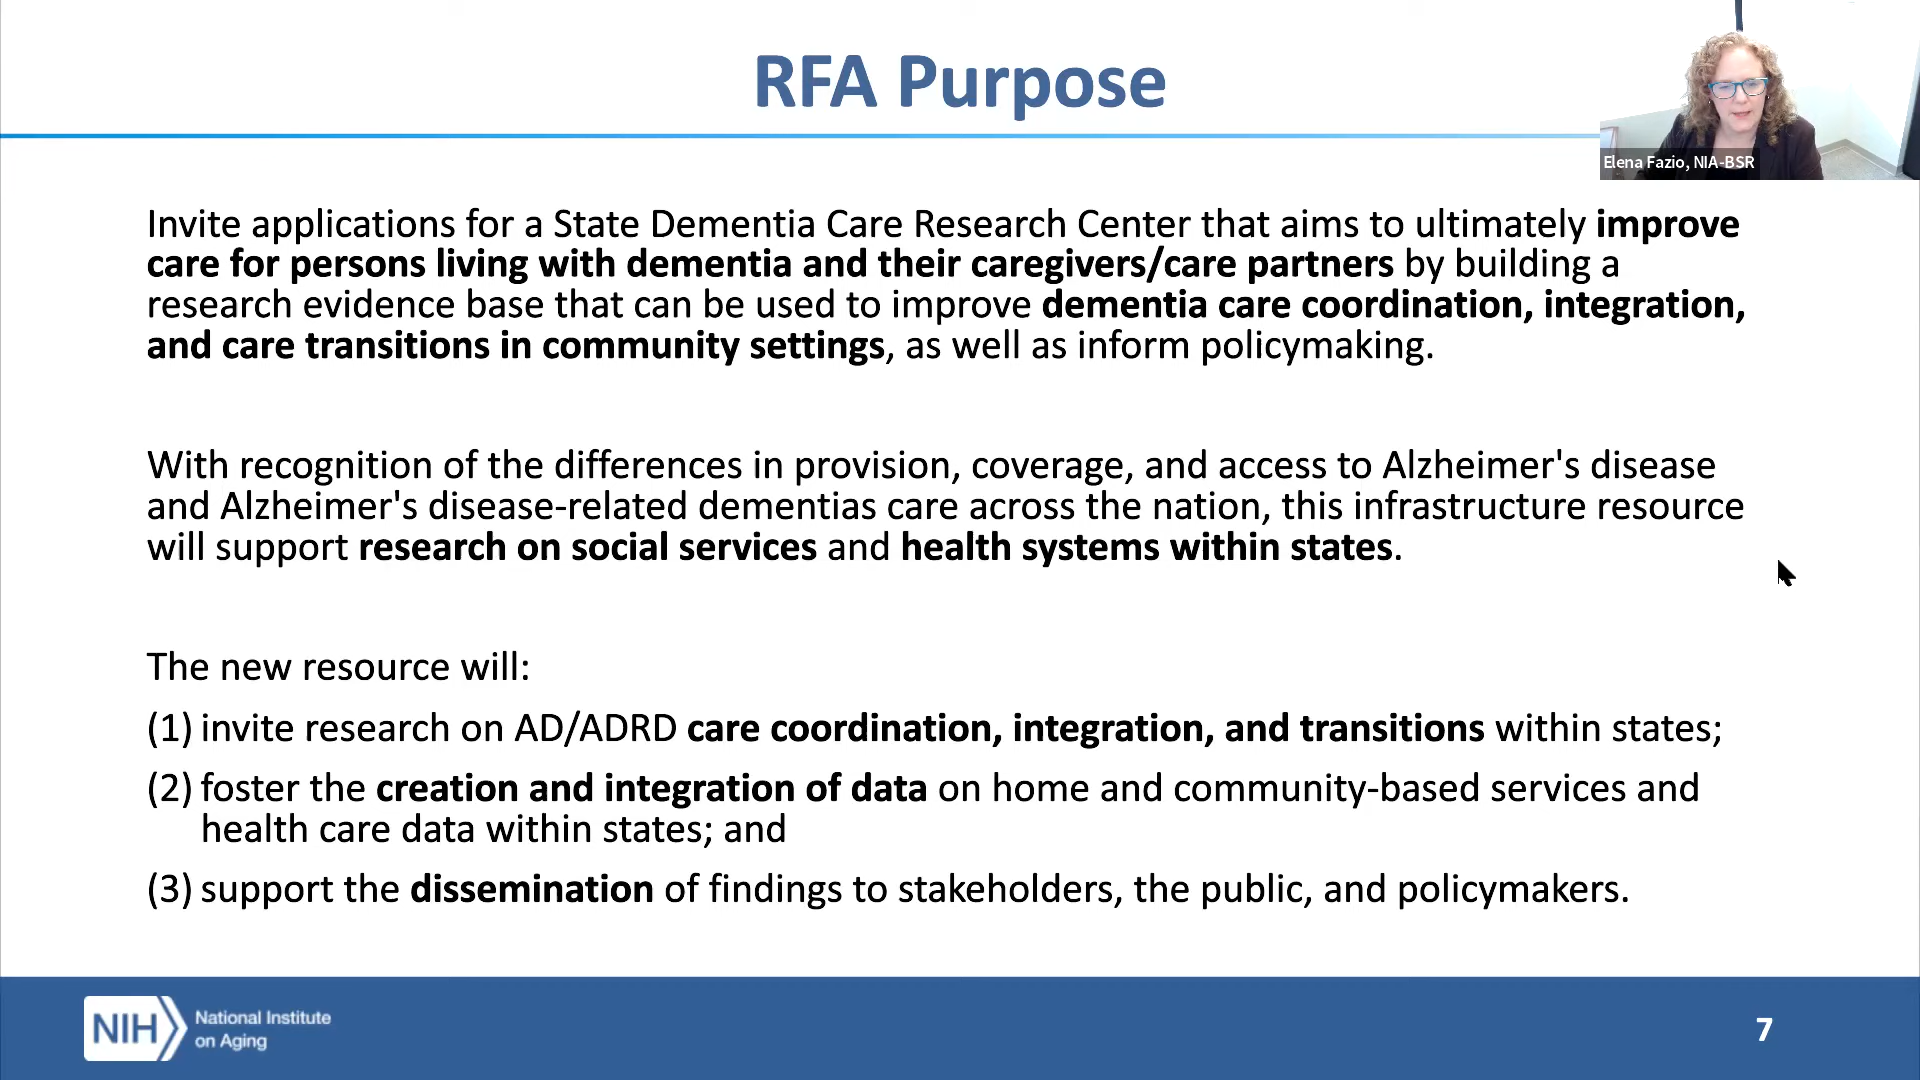 RFA Purpose
Elena Fazio, NIA-BSR
Invite applications for a State Dementia Care Research Center that aims to ultimately improve
care for persons living with dementia and their caregivers/care partners by building a
research evidence base that can be used to improve dementia care coordination, integration,
and care transitions in community settings, as well as inform policymaking.
With recognition of the differences in provision, coverage, and access to Alzheimer's disease
and Alzheimer's disease-related dementias care across the nation, this infrastructure resource
will support research on social services and health systems within states.
The new resource will:
(1) invite research on AD/ADRD care coordination, integration, and transitions within states;
(2) foster the creation and integration of data on home and community-based services and
health care data within states; and
(3) support the dissemination of findings to stakeholders, the public, and policymakers.
NIH
National Institute
on Aging
7